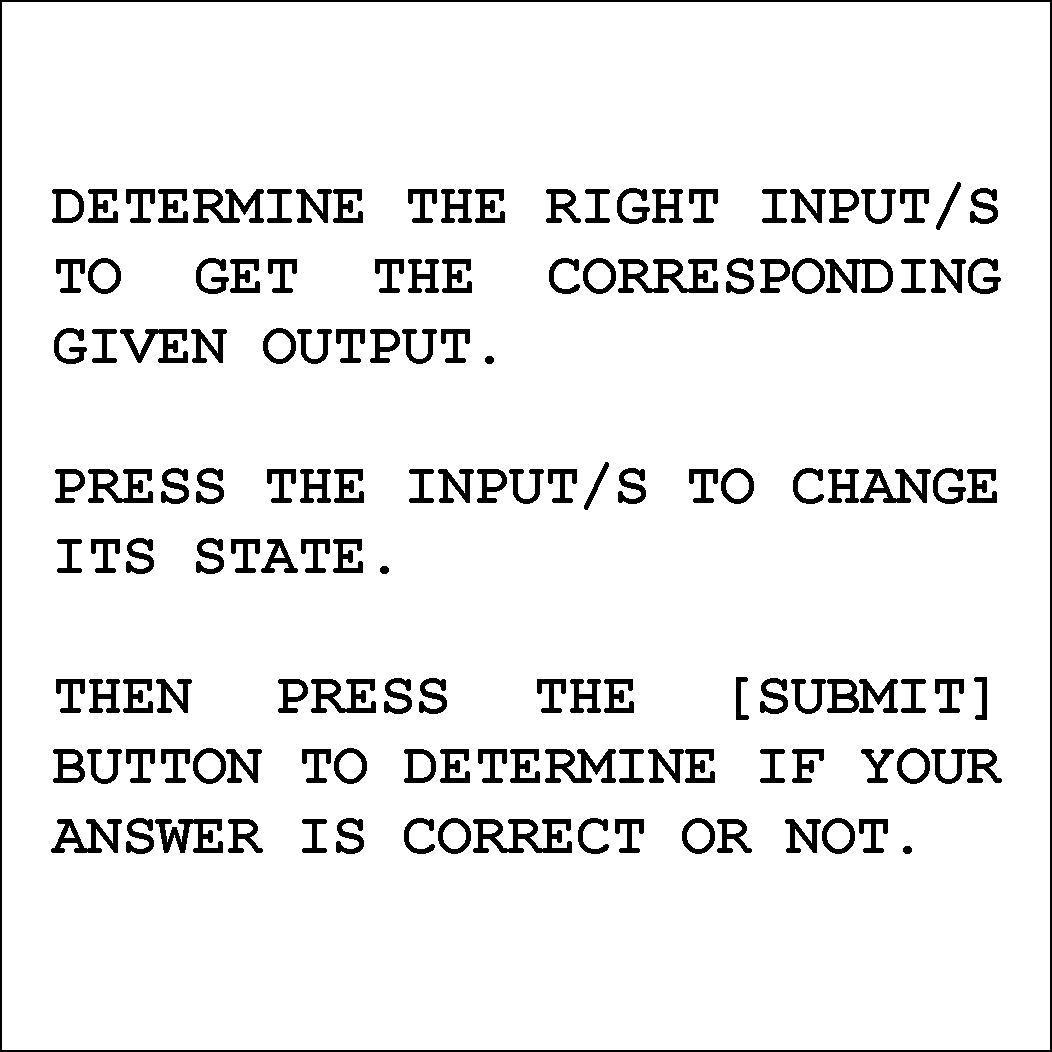 DETERMINE THE RIGHT INPUT/S
TO GET THE CORRESPONDING
GIVEN OUTPUT.
PRESS THE INPUT/S TO CHANGE
ITS STATE.
THEN PRESS THE [SUBMIT]
BUTTON TO DETERMINE IF YOUR
ANSWER IS CORRECT OR NOT.